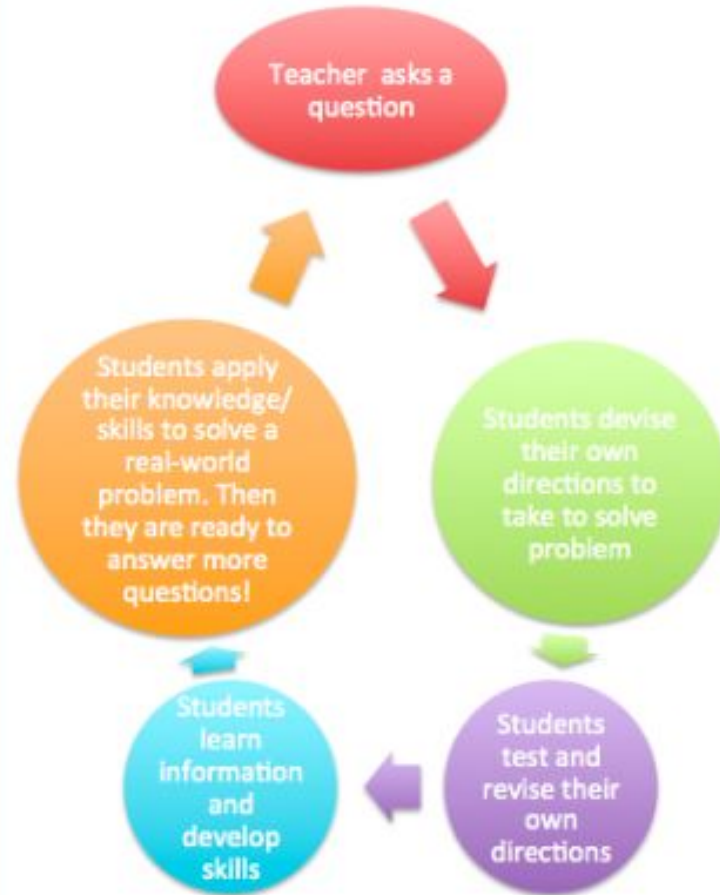 Teacher asks a
question
Students devise
their own
directions to
take to solve
problem
Students
test and
revise their
own
directions
Students
learn
information
and
develop
skills
Students apply
their knowledge/
skills to solve a
real-world
problem. Then
they are ready to
answer more
questions!